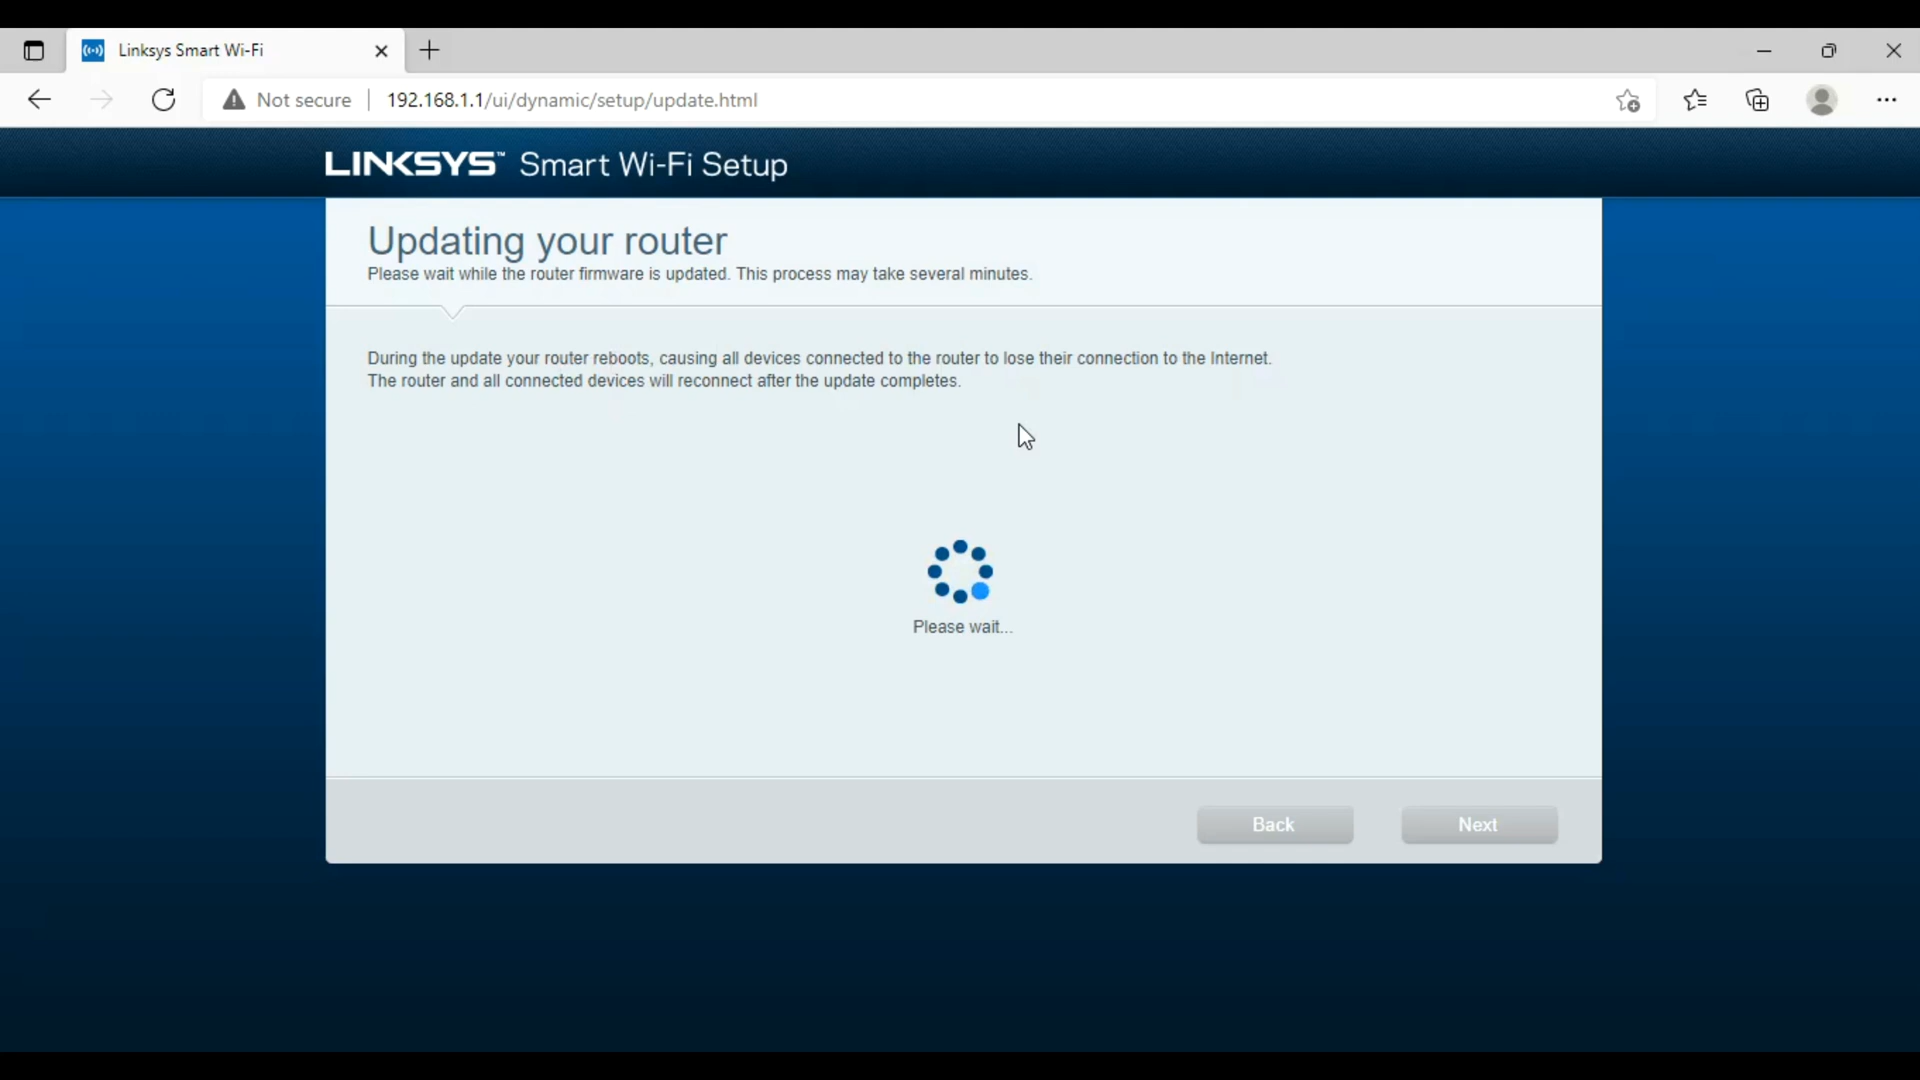 Linksys Smart Wi-Fi
Not secure
192.168.1.1/ui/dynamic/setup/update.html
LINKSYS™ Smart Wi-Fi Setup
Updating your router
Please wait while the router firmware is updated. This process may take several minutes.
During the update your router reboots, causing all devices connected to the router to lose their connection to the Internet.
The router and all connected devices will reconnect after the update completes.
Please wait...
Back
Next